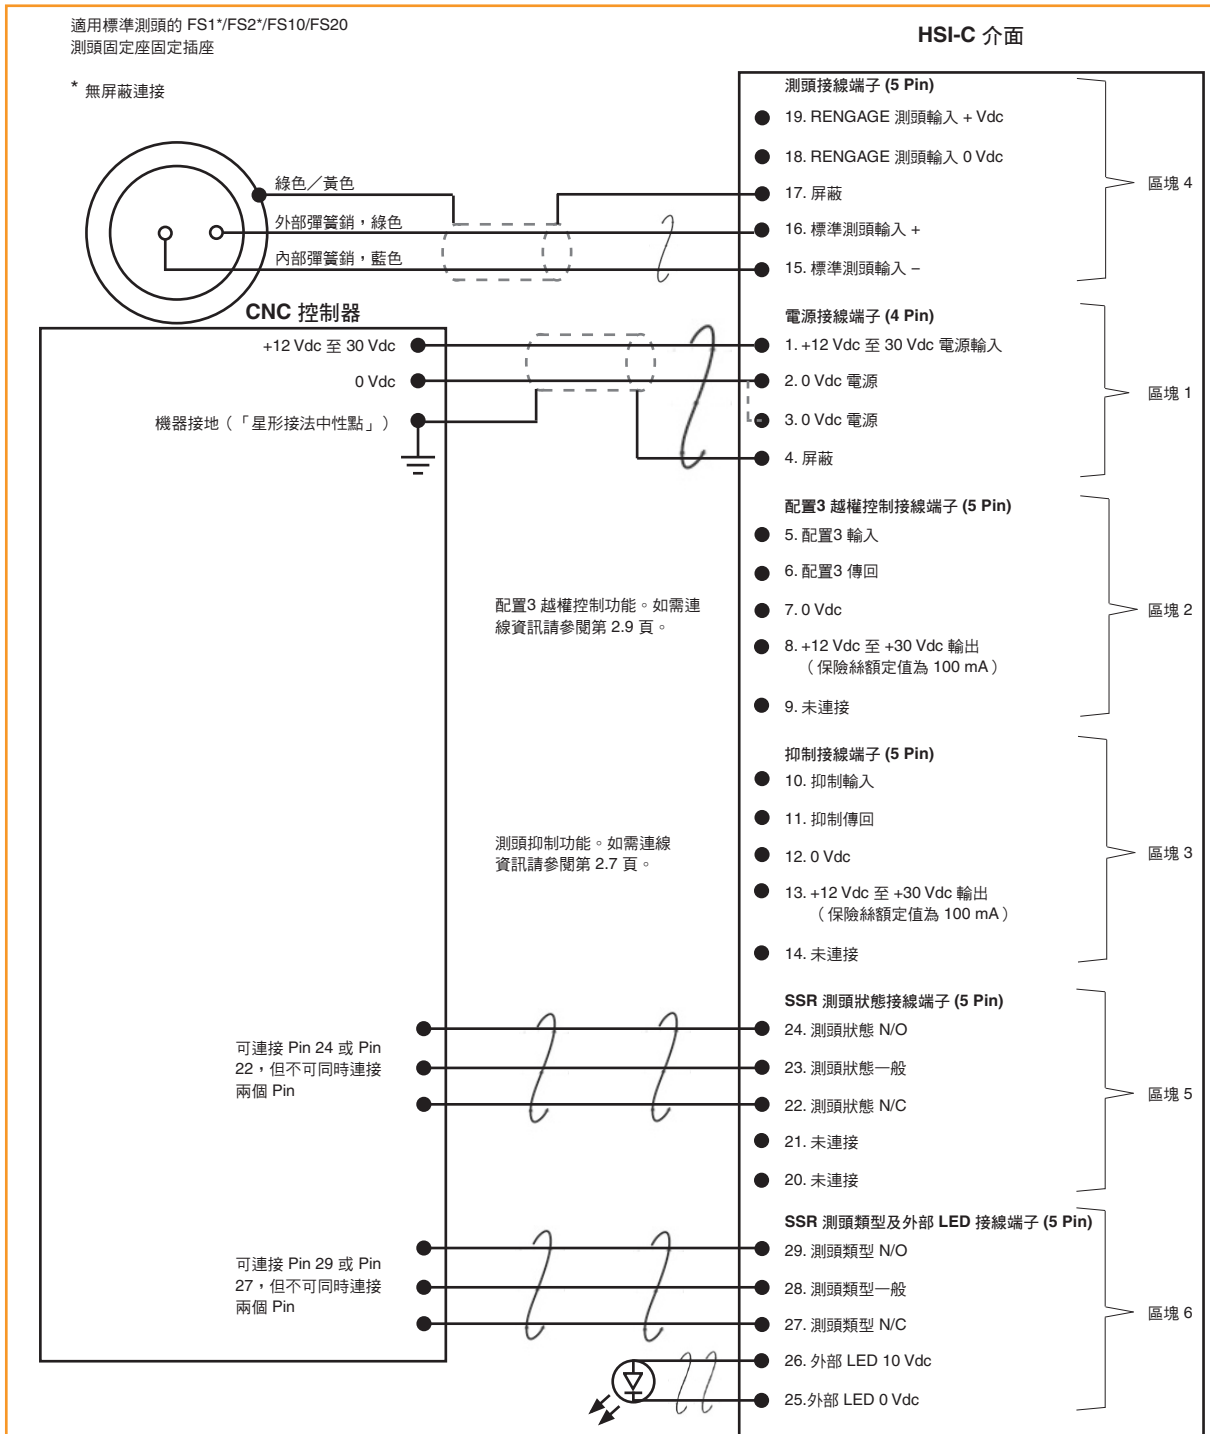 適用標準測頭的 FS1*/FS2*/FS10/FS20
測頭固定座固定插座
* 無屏蔽連接
HSI-C 介面
測頭接線端子 (5 Pin)
19. RENGAGE 測頭輸入 + Vdc
18. RENGAGE 測頭輸入 0 Vdc
17. 屏蔽
16. 標準測頭輸入 +
15. 標準測頭輸入 –
區塊 4
綠色／黃色
外部彈簧銷，綠色
內部彈簧銷，藍色
CNC 控制器
+12 Vdc 至 30 Vdc
0 Vdc
機器接地（「星形接法中性點」）
電源接線端子 (4 Pin)
1. +12 Vdc 至 30 Vdc 電源輸入
2. 0 Vdc 電源
3. 0 Vdc 電源
4. 屏蔽
區塊 1
配置3 越權控制接線端子 (5 Pin)
5. 配置3 輸入
6. 配置3 傳回
7. 0 Vdc
8. +12 Vdc 至 +30 Vdc 輸出
（保險絲額定值為 100 mA）
9. 未連接
區塊 2
配置3 越權控制功能。如需連
線資訊請參閱第 2.9 頁。
抑制接線端子 (5 Pin)
10. 抑制輸入
11. 抑制傳回
12. 0 Vdc
13. +12 Vdc 至 +30 Vdc 輸出
（保險絲額定值為 100 mA）
14. 未連接
區塊 3
測頭抑制功能。如需連線
資訊請參閱第 2.7 頁。
SSR 測頭狀態接線端子 (5 Pin)
24. 測頭狀態 N/O
23. 測頭狀態一般
22. 測頭狀態 N/C
21. 未連接
20. 未連接
區塊 5
可連接 Pin 24 或 Pin
22，但不可同時連接
兩個 Pin
SSR 測頭類型及外部 LED 接線端子 (5 Pin)
29. 測頭類型 N/O
28. 測頭類型一般
27. 測頭類型 N/C
26. 外部 LED 10 Vdc
25.外部 LED 0 Vdc
區塊 6
可連接 Pin 29 或 Pin
27，但不可同時連接
兩個 Pin